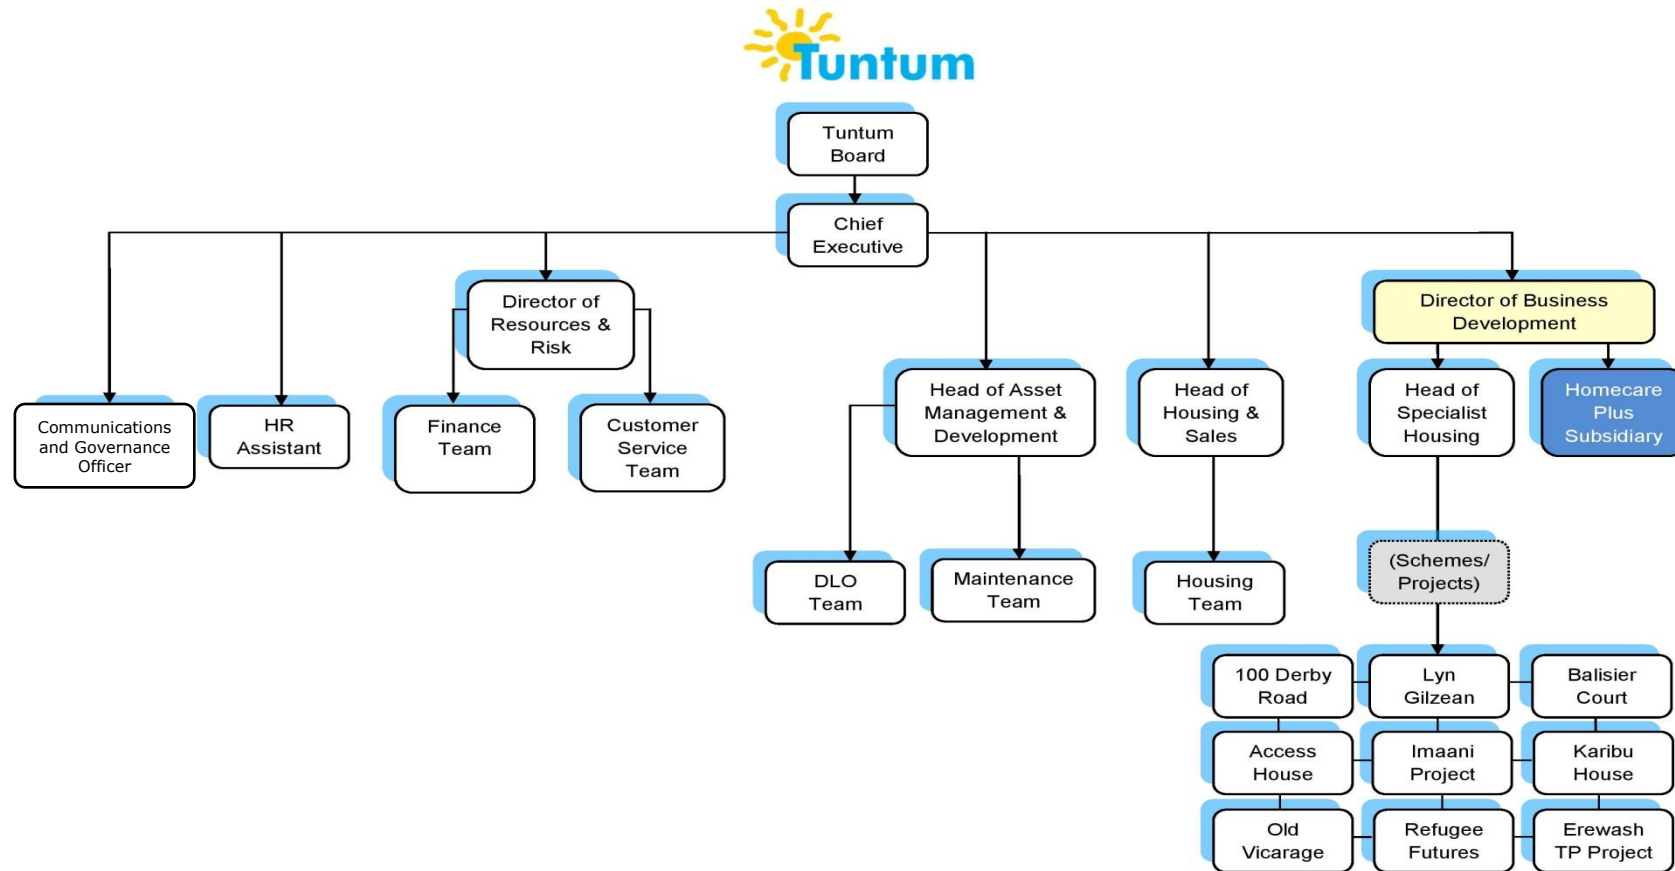 Tuntum
Tuntum
Board
Chief
Executive
Director of
Resources &
Risk
Director of Business
Development
Communications
and Governance
Officer
HR
Assistant
Finance
Team
Customer
Service
Team
Head of Asset
Management &
Development
Head of
Housing &
Sales
Head of
Specialist
Housing
Homecare
Plus
Subsidiary
DLO
Team
Maintenance
Team
Housing
Team
(Schemes/
Projects)
100 Derby
Road
Lyn
Gilzean
Balisier
Court
Access
House
Imaani
Project
Karibu
House
Old
Vicarage
Refugee
Futures
Erewash
TP Project